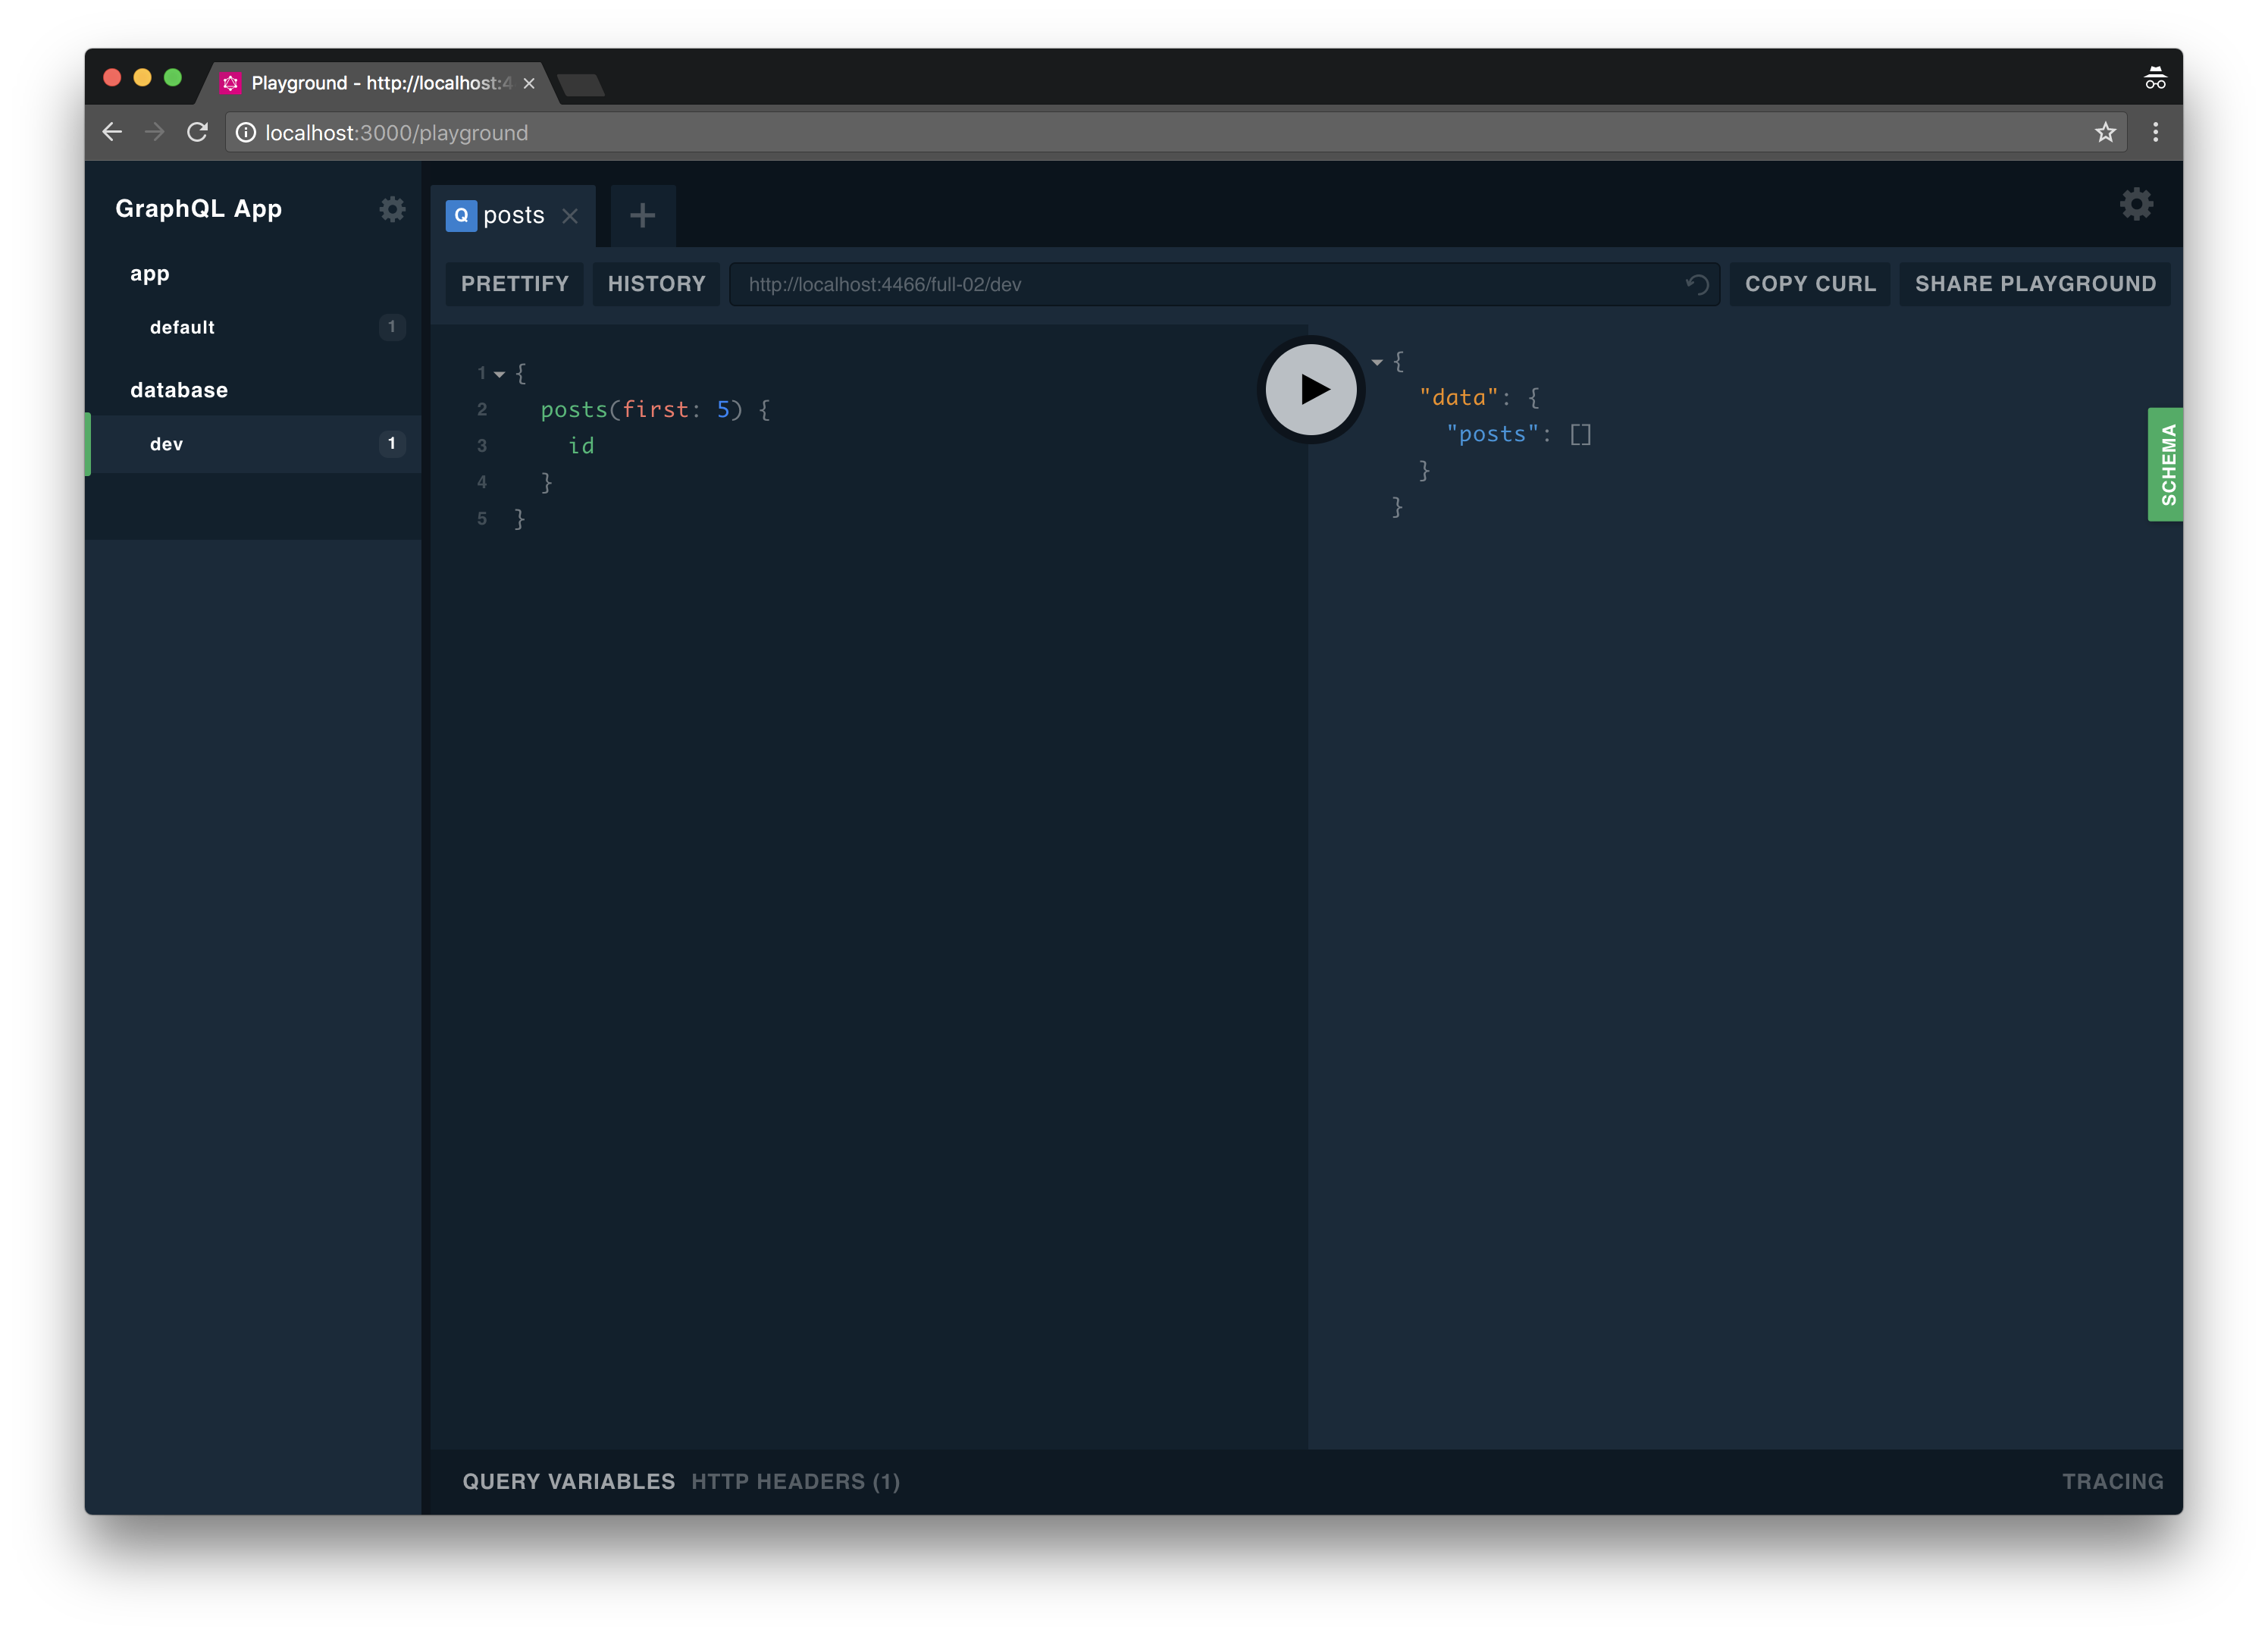 Playground - http://localhost:4
localhost:3000/playground
GraphQL App
app
default 1
database
dev 1
Q posts
PRETTIFY HISTORY http://localhost:4466/full-02/dev COPY CURL SHARE PLAYGROUND
1 {
2 posts(first: 5) {
3 id
4 }
5 }
{
"data": {
"posts": []
}
}
SCHEMA
QUERY VARIABLES HTTP HEADERS (1) TRACING